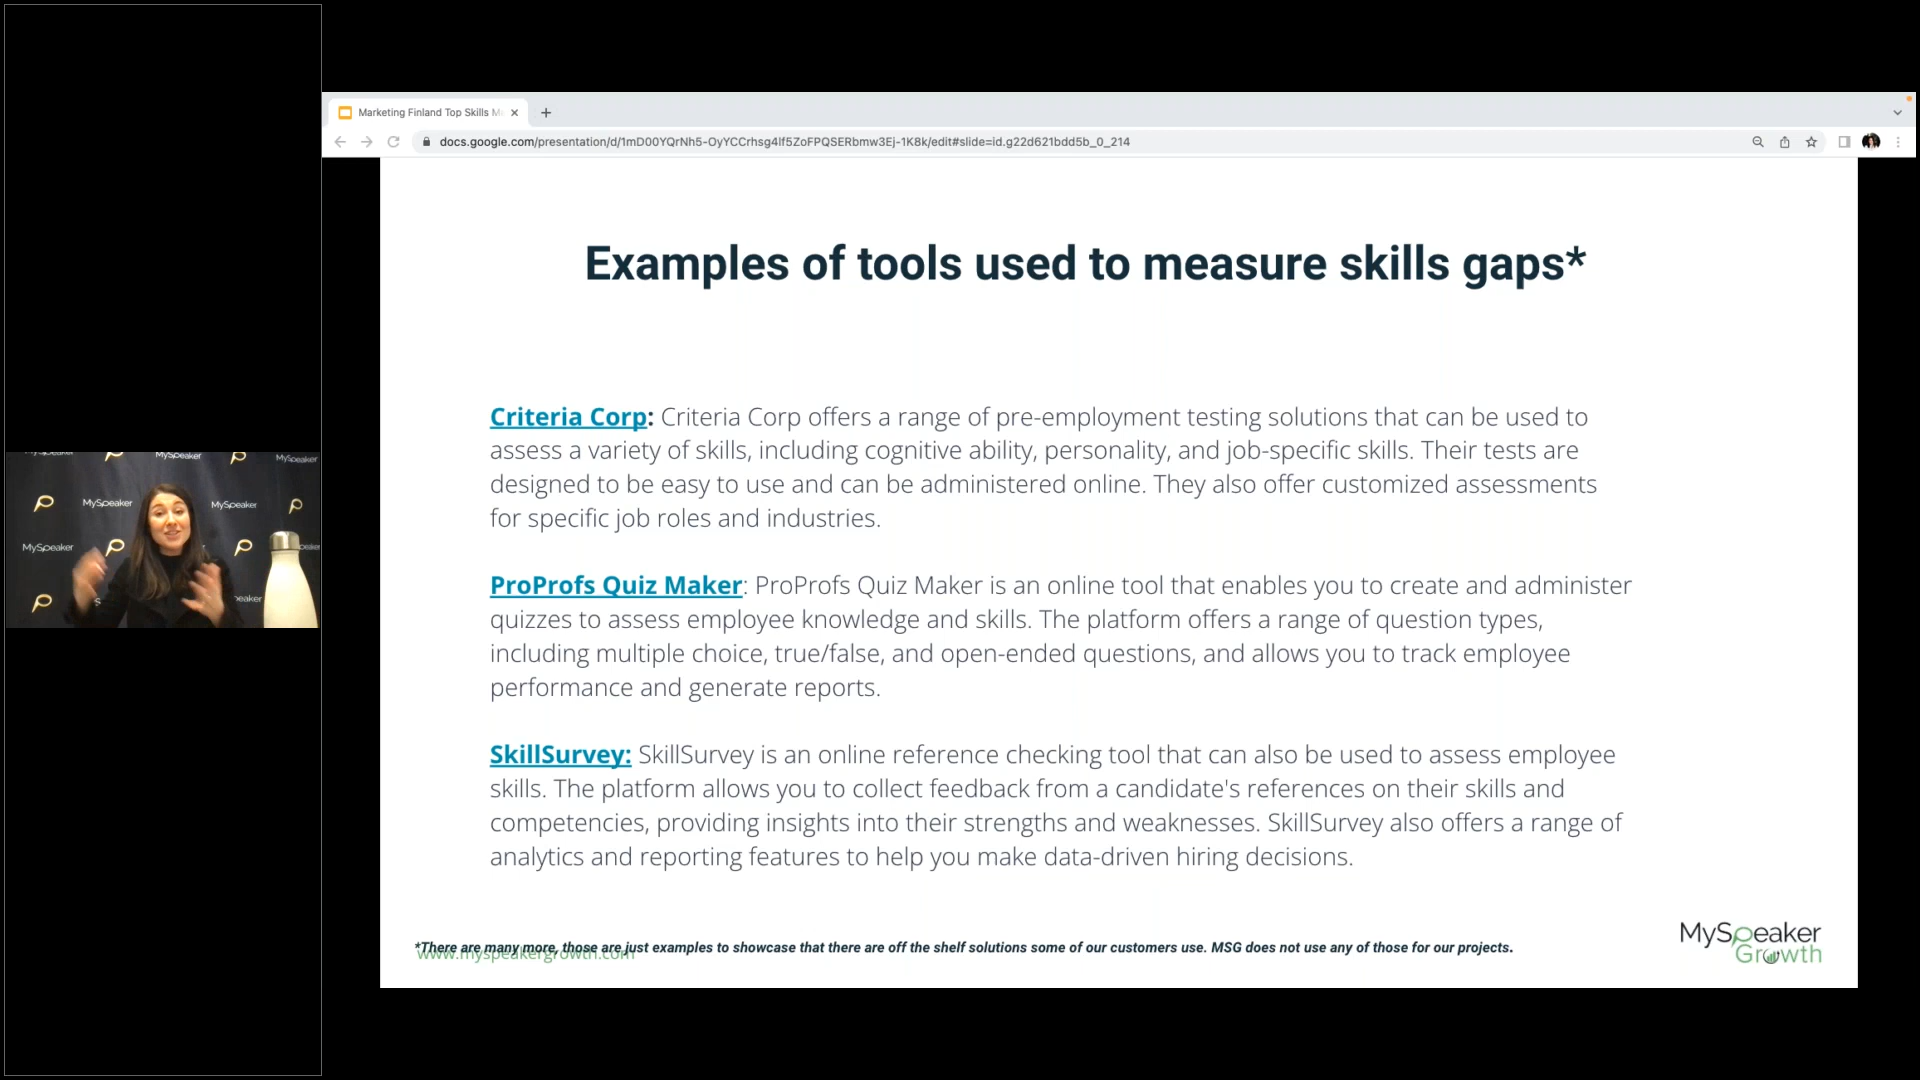 Marketing Finland Top Skills M
docs.google.com/presentation/d/1mD00YQrNh5-OyYCCrhsg4lf5ZoFPQSERbmw3Ej-1K8k/edit#slide=id.g22d621bdd5b_0_214
Examples of tools used to measure skills gaps*
Criteria Corp: Criteria Corp offers a range of pre-employment testing solutions that can be used to
assess a variety of skills, including cognitive ability, personality, and job-specific skills. Their tests are
designed to be easy to use and can be administered online. They also offer customized assessments
for specific job roles and industries.
ProProfs Quiz Maker: ProProfs Quiz Maker is an online tool that enables you to create and administer
quizzes to assess employee knowledge and skills. The platform offers a range of question types,
including multiple choice, true/false, and open-ended questions, and allows you to track employee
performance and generate reports.
SkillSurvey: SkillSurvey is an online reference checking tool that can also be used to assess employee
skills. The platform allows you to collect feedback from a candidate's references on their skills and
competencies, providing insights into their strengths and weaknesses. SkillSurvey also offers a range of
analytics and reporting features to help you make data-driven hiring decisions.
*There are many more, those are just examples to showcase that there are off the shelf solutions some of our customers use. MSG does not use any of those for our projects.
www.myspeakergrowth.com
MySpeaker
Growth
MySpeaker MySpeaker
MySpeaker MySpeaker
MySpeaker